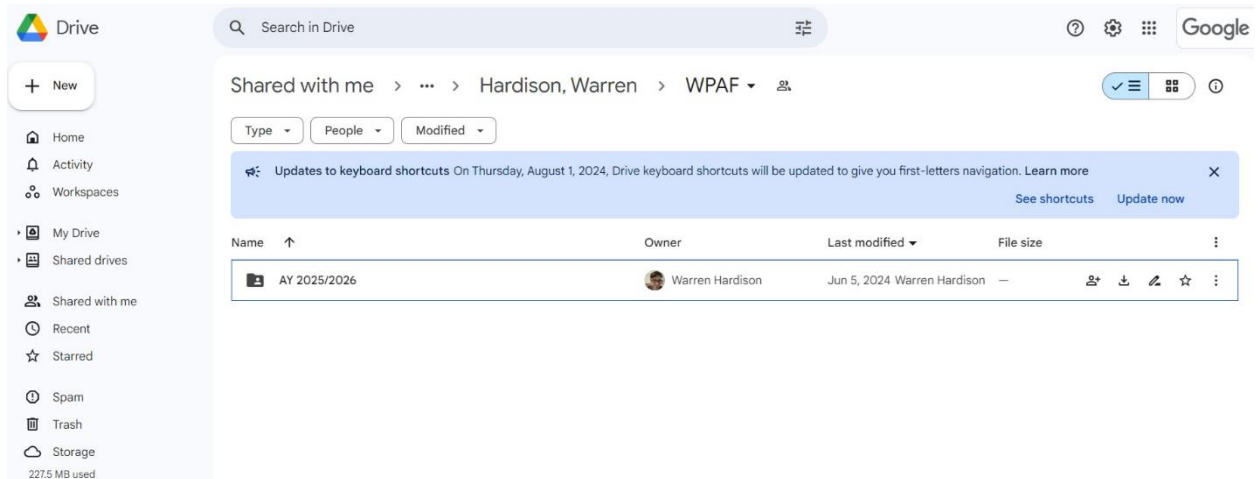 Drive
Search in Drive
Google
New
Shared with me > ... > Hardison, Warren > WPAF
Home
Activity
Workspaces
My Drive
Shared drives
Shared with me
Recent
Starred
Spam
Trash
Storage
227.5 MB used
Type People Modified
Updates to keyboard shortcuts On Thursday, August 1, 2024, Drive keyboard shortcuts will be updated to give you first-letters navigation. Learn more
See shortcuts Update now
Name Owner Last modified File size
AY 2025/2026 Warren Hardison Jun 5, 2024 Warren Hardison —